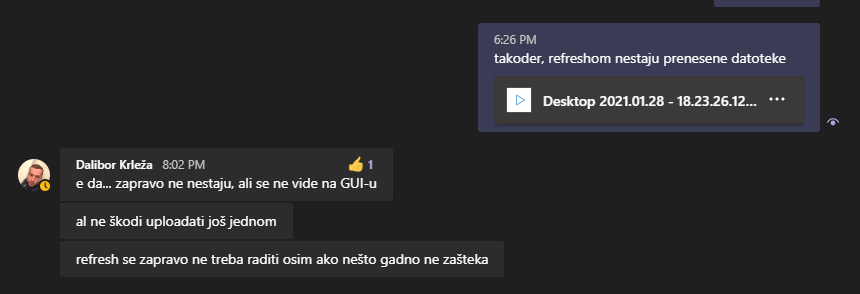 6:26 PM
takoder, refreshom nestaju prenesene datoteke
Desktop 2021.01.28 - 18.23.26.12...
Dalibor Krleža 8:02 PM 👍 1
e da... zapravo ne nestaju, ali se ne vide na GUI-u
al ne škodi uploadati još jednom
refresh se zapravo ne treba raditi osim ako nešto gadno ne zašteka